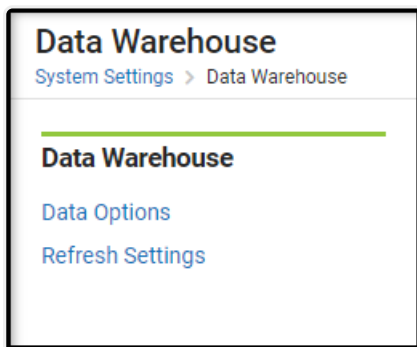 Data Warehouse
System Settings > Data Warehouse
Data Warehouse
Data Options
Refresh Settings